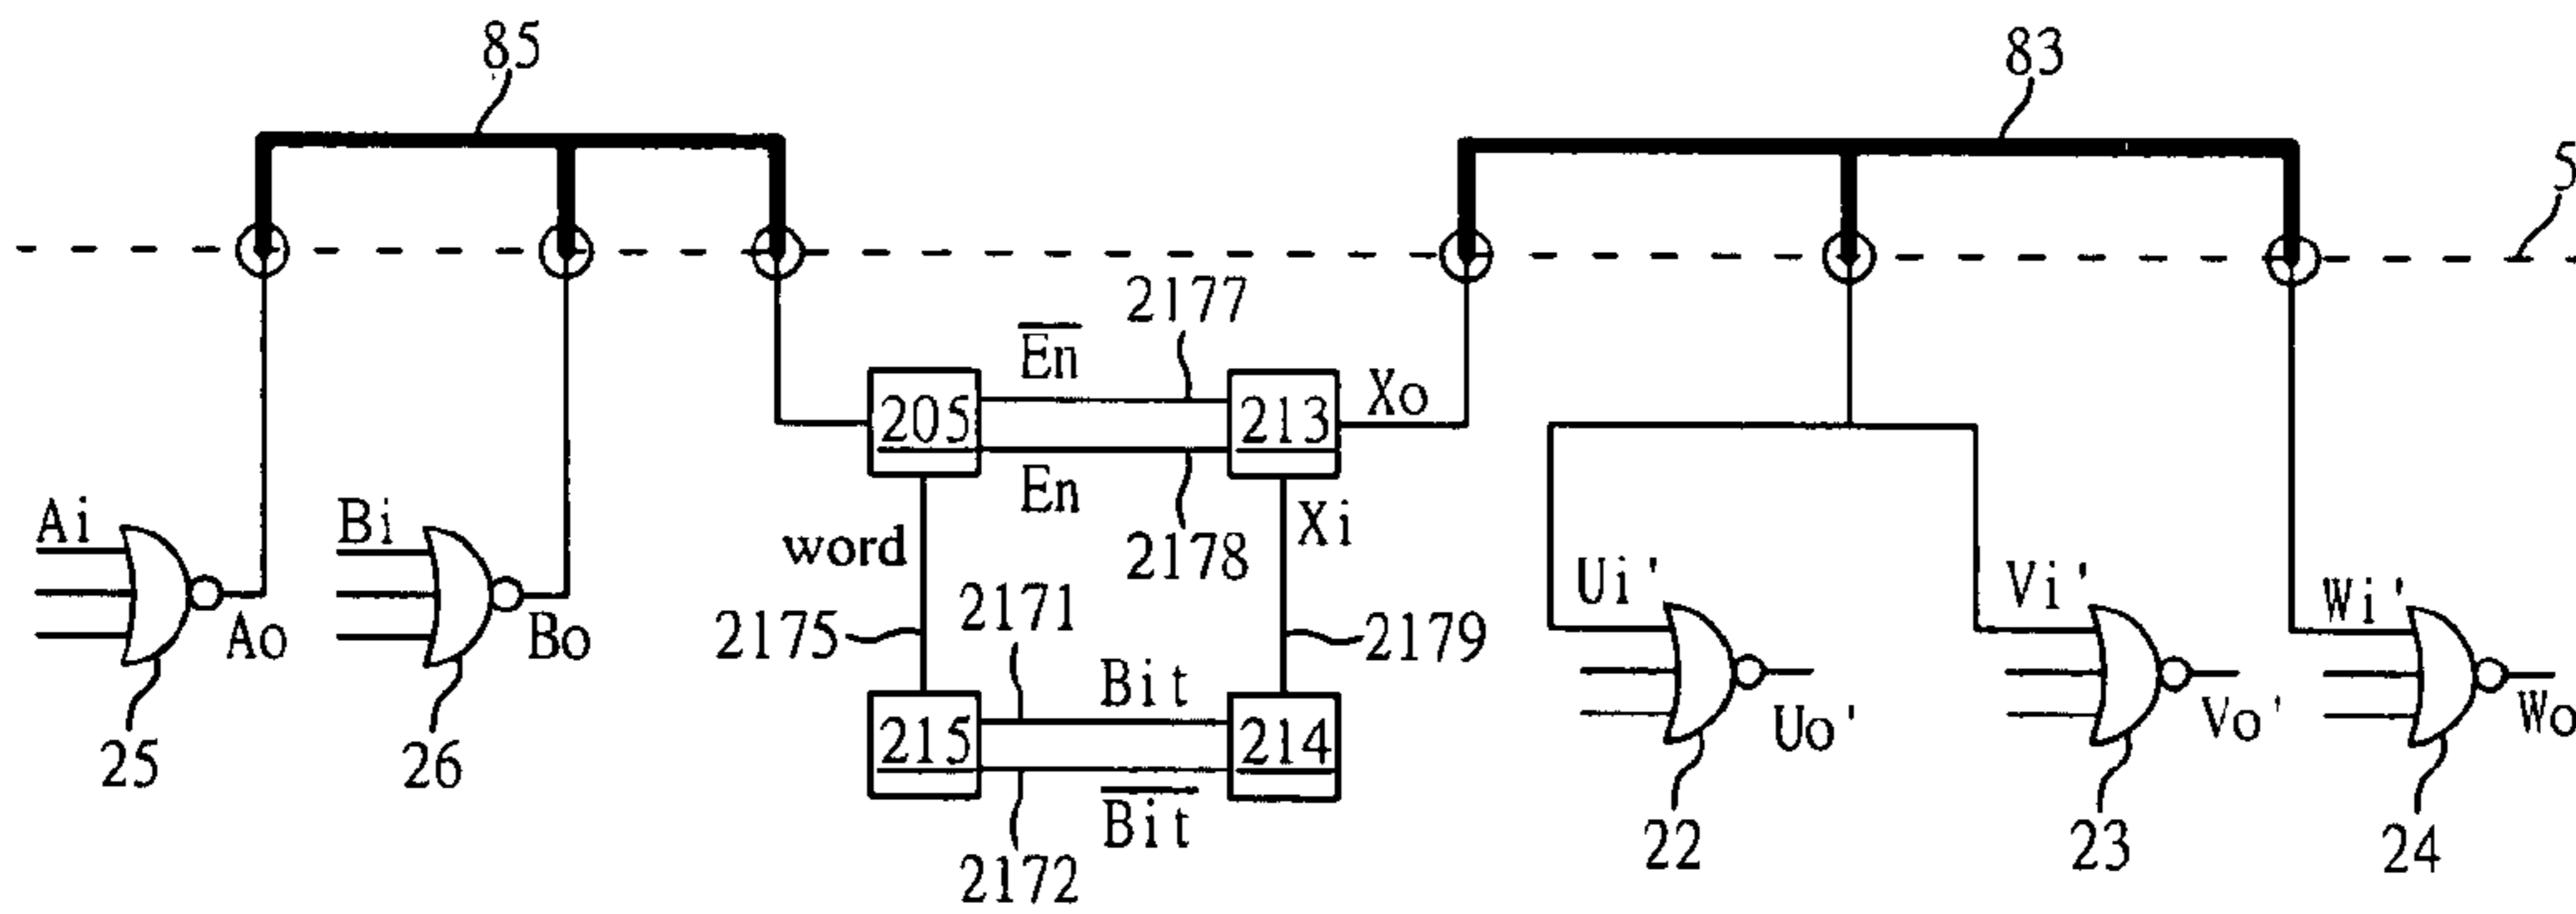 85
83
5
2177
En
205
213
Xo
En
Xi
2178
word
Ai
Bi
Ao
Bo
2175
2171
2179
Bit
Ui'
Vi'
Wi'
215
214
Uo'
Vo'
Wo
25
26
Bit
2172
22
23
24